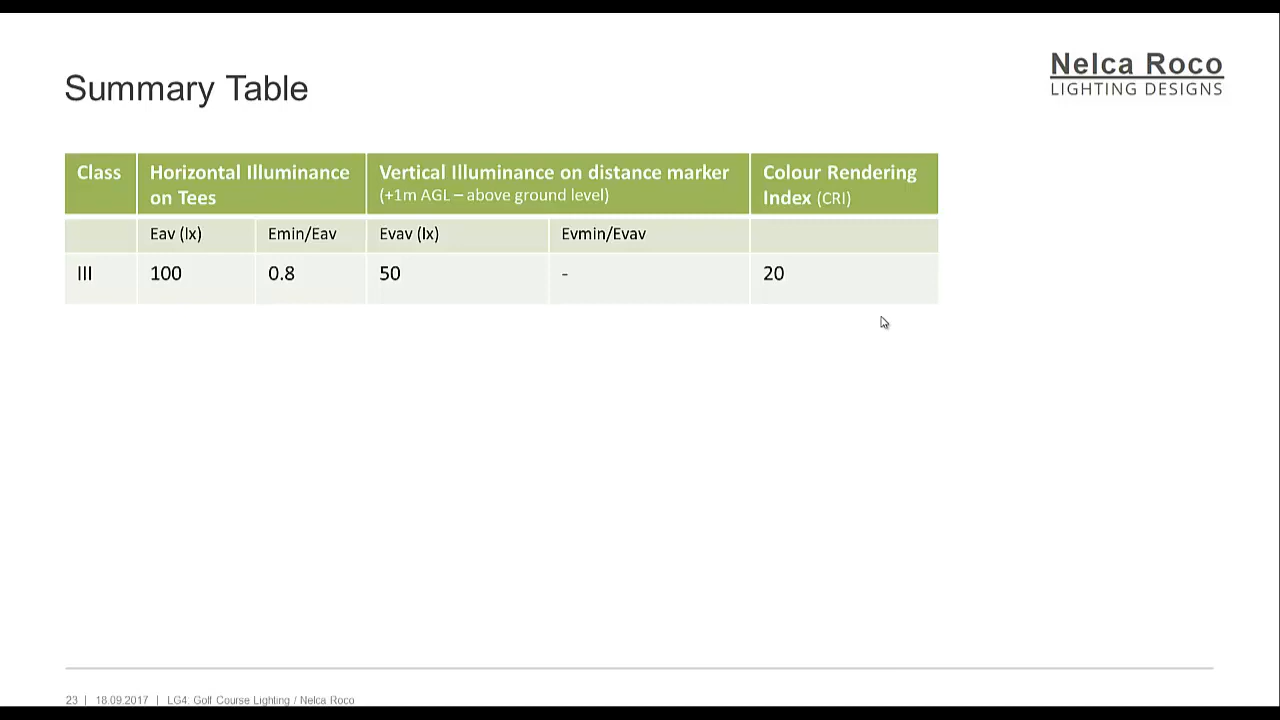 Nelca Roco
LIGHTING DESIGNS
Summary Table
Class
Horizontal Illuminance
on Tees
Vertical Illuminance on distance marker
(+1m AGL – above ground level)
Colour Rendering
Index (CRI)
Eav (lx)
Emin/Eav
Evav (lx)
Evmin/Evav
III
100
0.8
50
-
20
23 | 18.09.2017 | LG4: Golf Course Lighting / Nelca Roco